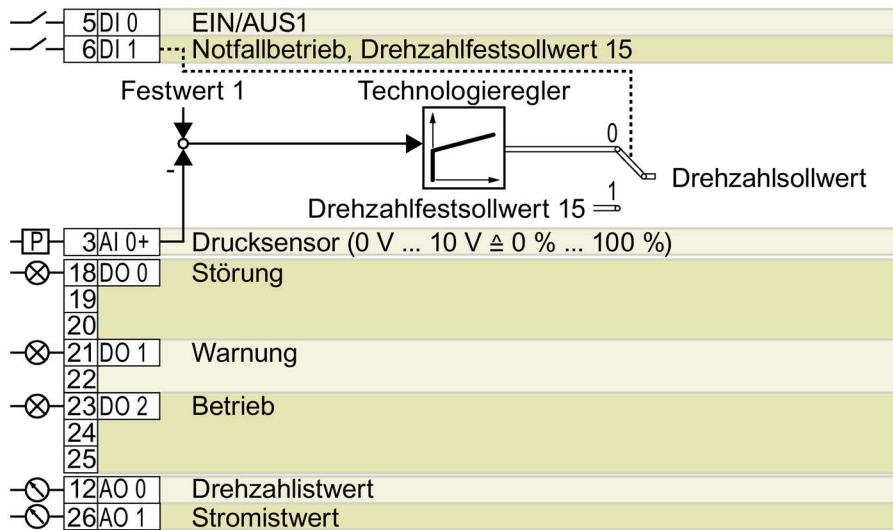 5 DI 0 EIN/AUS1
6 DI 1 Notfallbetrieb, Drehzahlfestsollwert 15
Festwert 1 Technologieregler
0
- Drehzahlsollwert
1
Drehzahlfestsollwert 15
P 3 AI 0+ Drucksensor (0 V ... 10 V ≙ 0 % ... 100 %)
18 DO 0 Störung
19
20
21 DO 1 Warnung
22
23 DO 2 Betrieb
24
25
12 AO 0 Drehzahlistwert
26 AO 1 Stromistwert